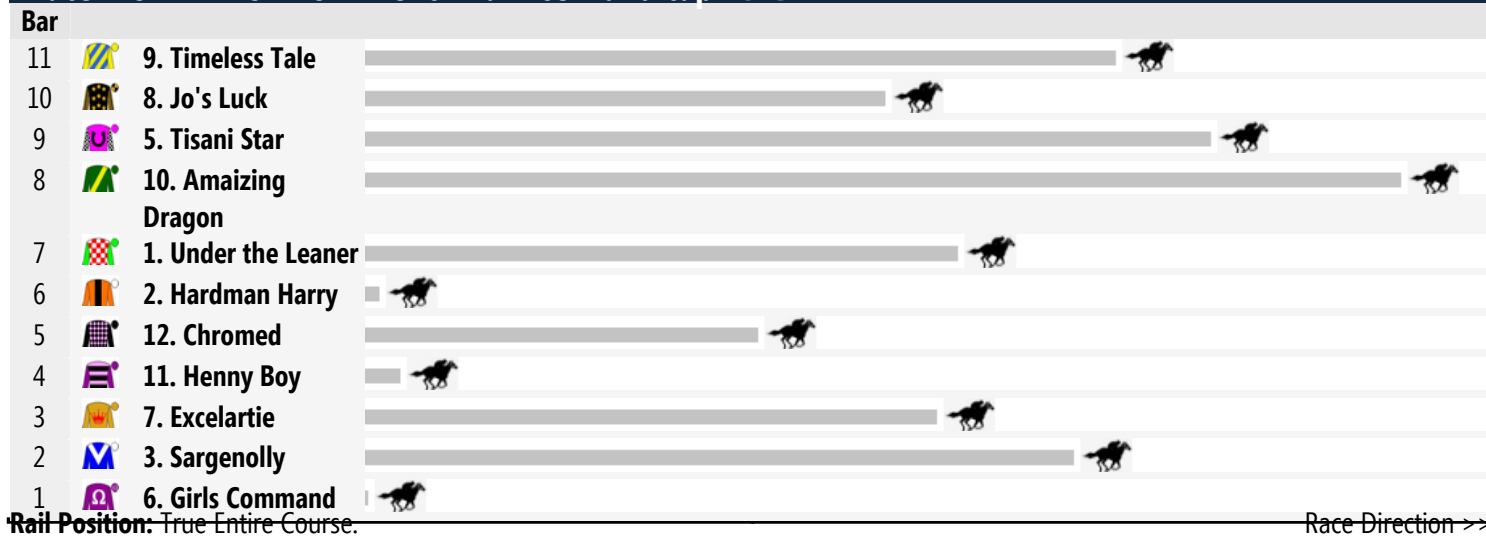 Bar
11 9. Timeless Tale
10 8. Jo's Luck
9 5. Tisani Star
8 10. Amaizing
Dragon
7 1. Under the Leaner
6 2. Hardman Harry
5 12. Chromed
4 11. Henny Boy
3 7. Excelartie
2 3. Sargenolly
1 Ω 6. Girls Command
Rail Position: True Entire Course. Race Direction >>